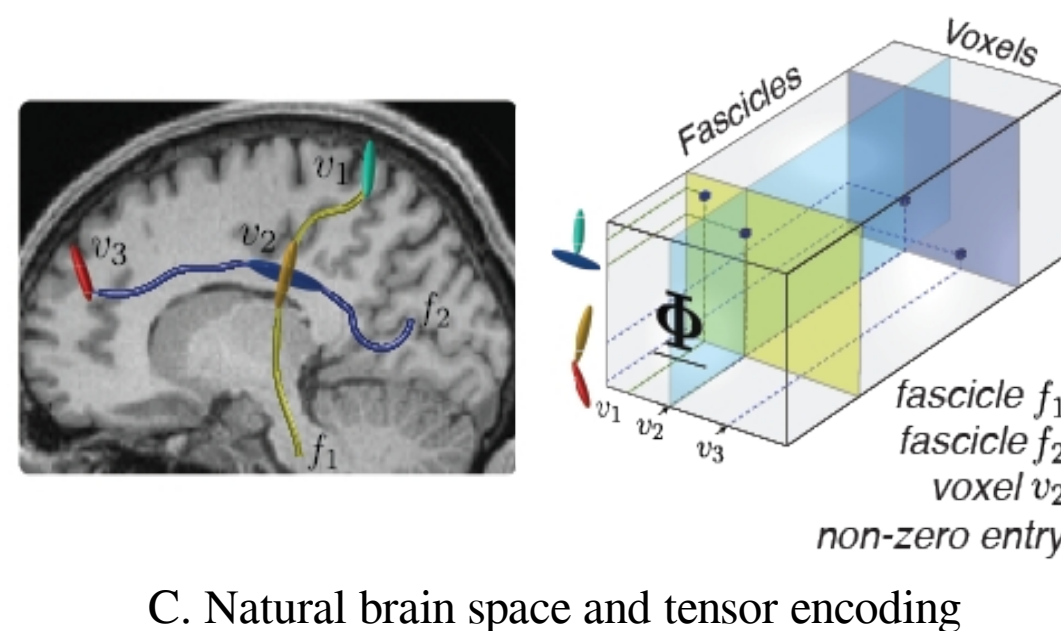 v₁
v₂
v₃
f₂
f₁
Fascicles
Voxels
Φ
v₁
v₂
v₃
fascicle f₁
fascicle f₂
voxel v₂
non-zero entry
C. Natural brain space and tensor encoding